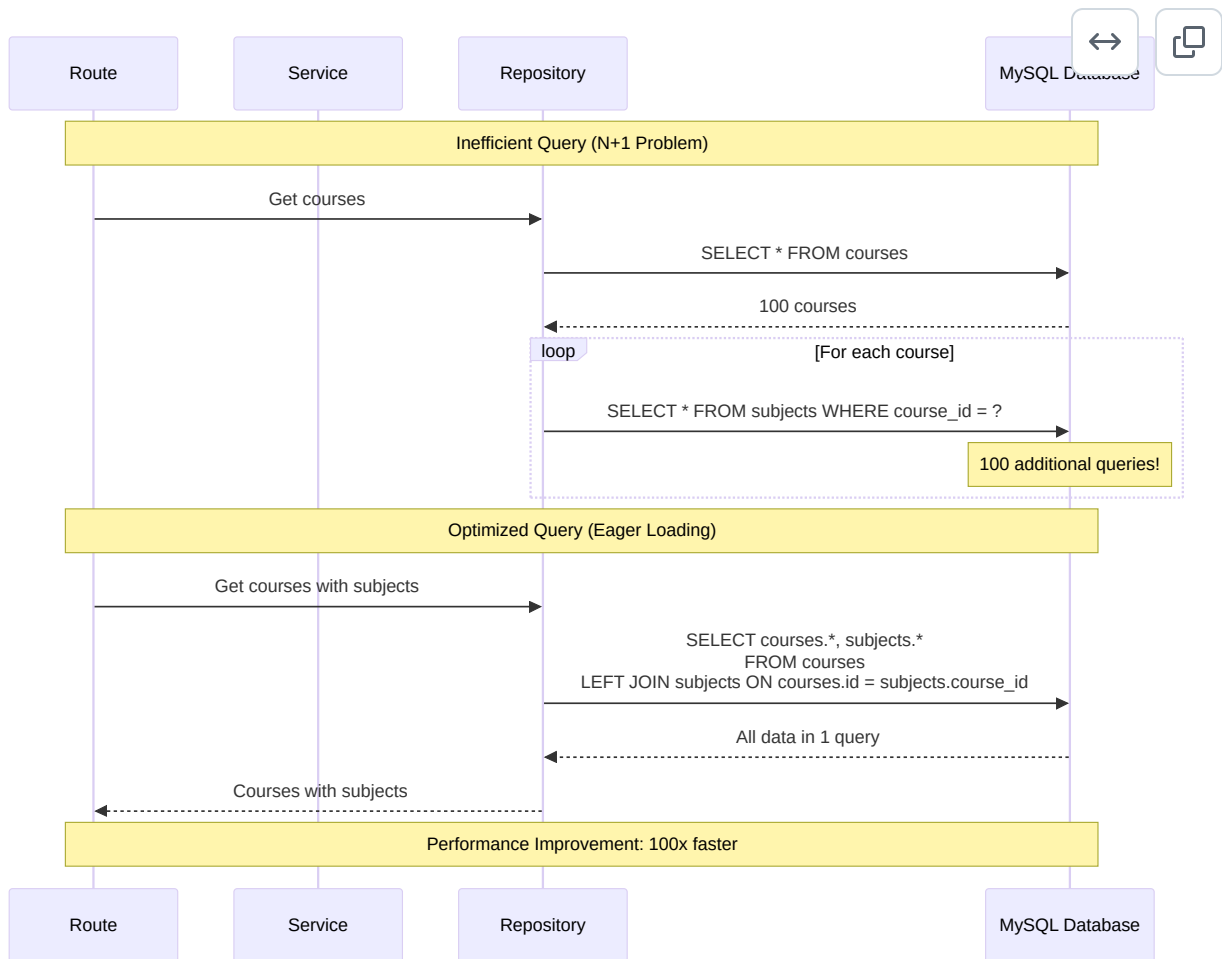 Route
Service
Repository
MySQL Database
Inefficient Query (N+1 Problem)
Get courses
SELECT * FROM courses
100 courses
loop
[For each course]
SELECT * FROM subjects WHERE course_id = ?
100 additional queries!
Optimized Query (Eager Loading)
Get courses with subjects
SELECT courses.*, subjects.*
FROM courses
LEFT JOIN subjects ON courses.id = subjects.course_id
All data in 1 query
Courses with subjects
Performance Improvement: 100x faster
Route
Service
Repository
MySQL Database